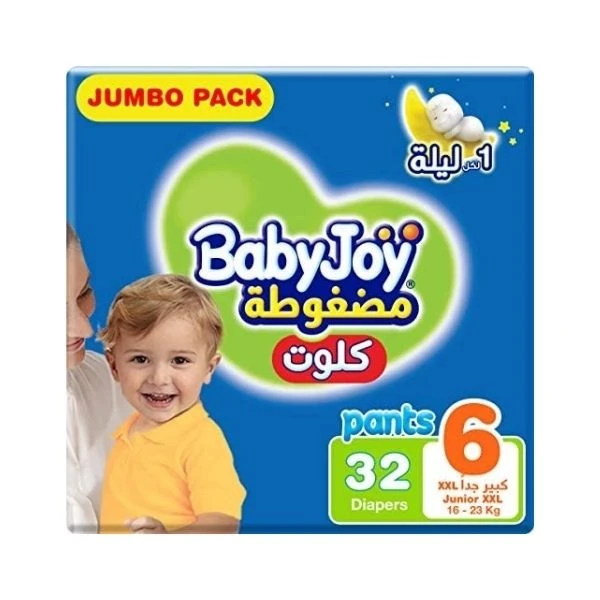 JUMBO PACK
1 لكل ليلة
BabyJoy®
مضغوطة
كلوت
pants
32
Diapers
6
XXL كبير جداً
Junior XXL
16 - 23 Kg